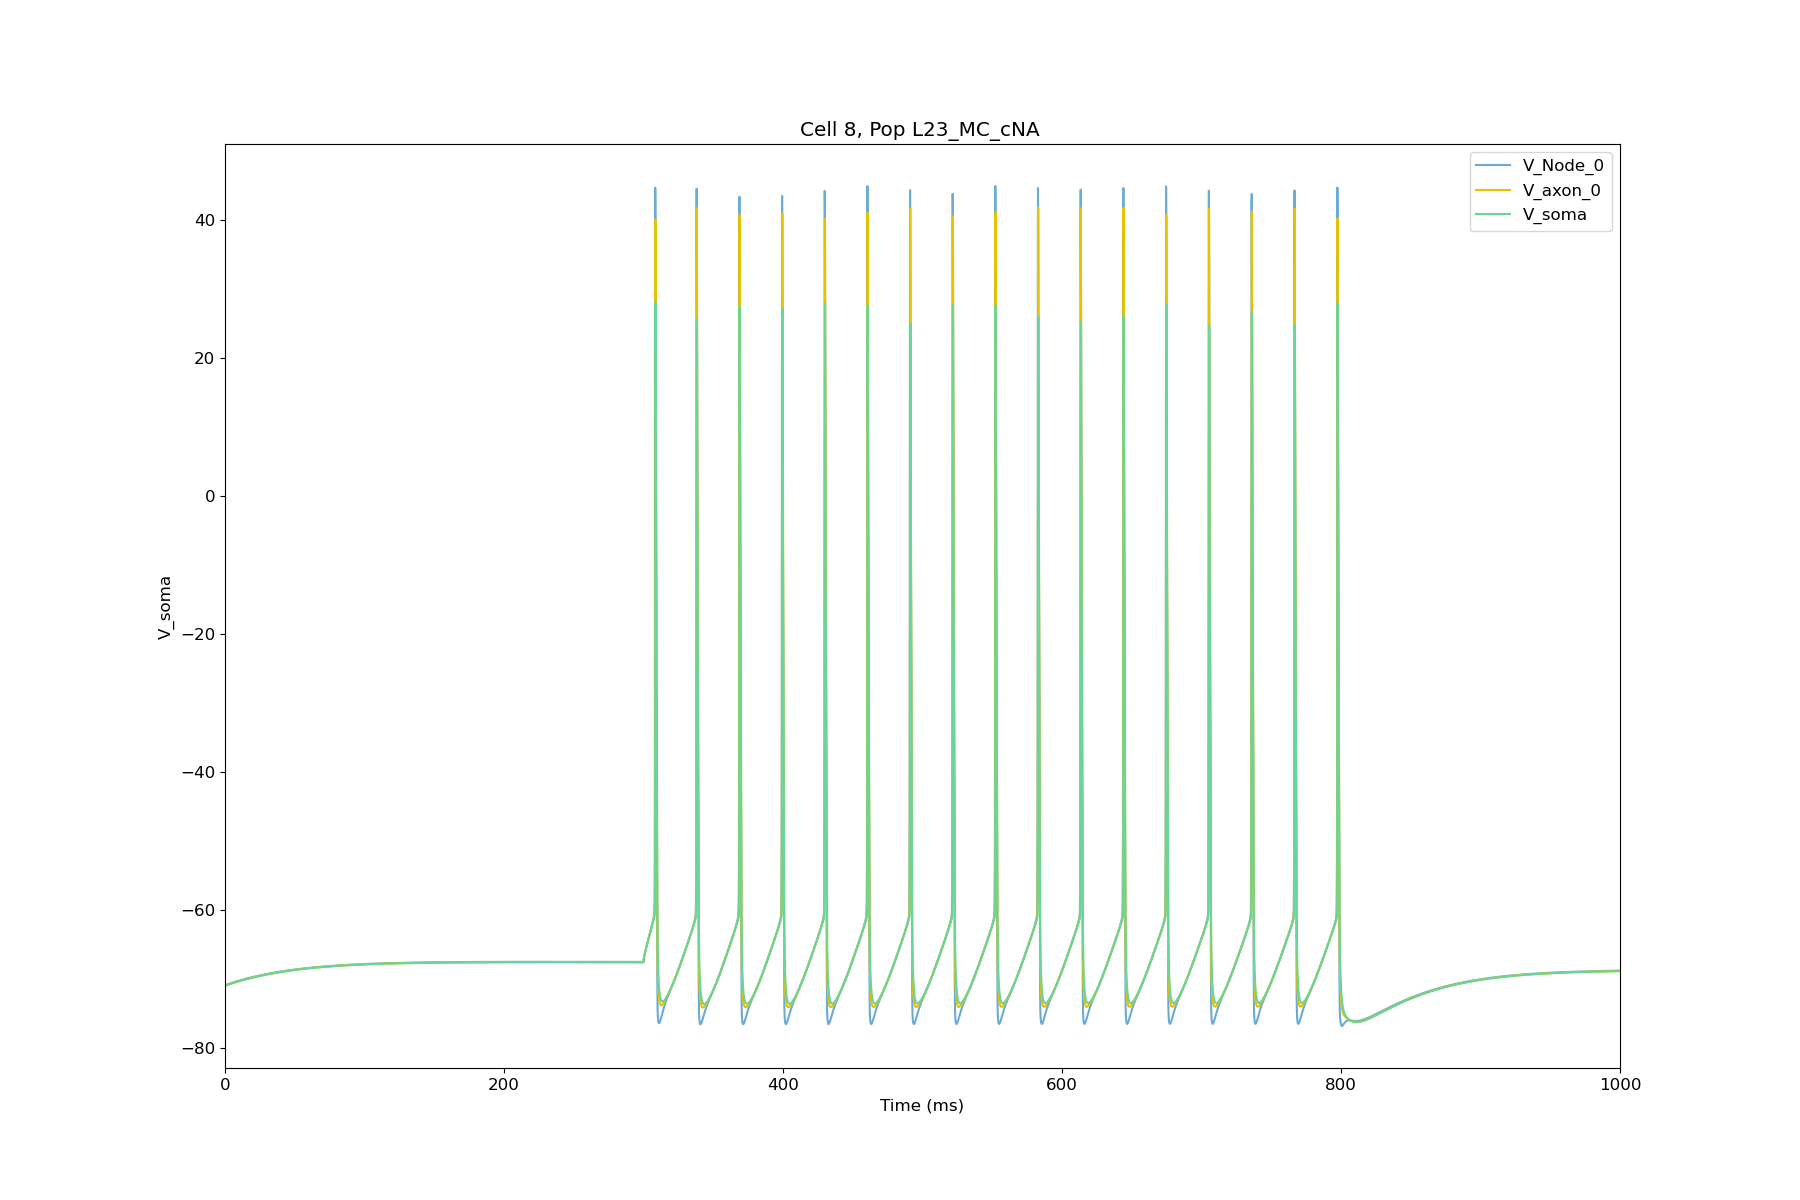 Cell 8, Pop L23_MC_cNA
V_Node_0
V_axon_0
V_soma
40
20
0
−20
−40
−60
−80
V_soma
0 200 400 600 800 1000
Time (ms)